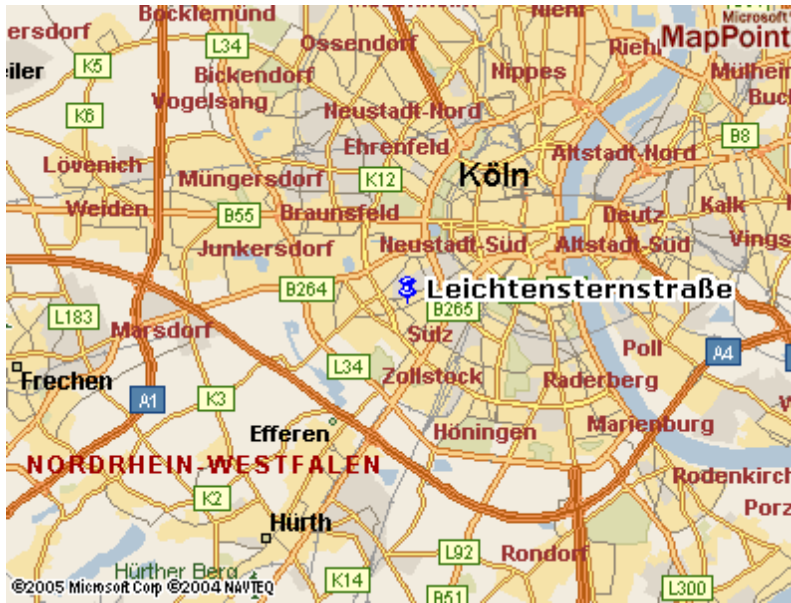 Bocklemünd
Microsoft
MapPoint
Niehl
Riehl
ersdorf
L34
Ossendorf
K5
eiler
Bickendorf
Nippes
Mülhei
Buc
Vogelsang
K6
Neustadt-Nord
B8
Ehrenfeld
Altstadt-Nord
Lövenich
Müngersdorf
K12
Köln
Weiden
B55
Braunsfeld
Deutz
Kalk
Junkersdorf
Neustadt-Süd
Altstadt-Süd
Vings
B264
Leichtensternstraße
B265
L183
Marsdorf
Sülz
Poll
A4
Frechen
L34
Zollstock
Raderberg
A1
K3
Efferen
Höningen
Marienburg
NORDRHEIN-WESTFALEN
Rodenkirch
K2
Porz
Hürth
L92
Rondorf
Hürther Berg
K14
B51
L300
©2005 Microsoft Corp ©2004 NAVTEQ